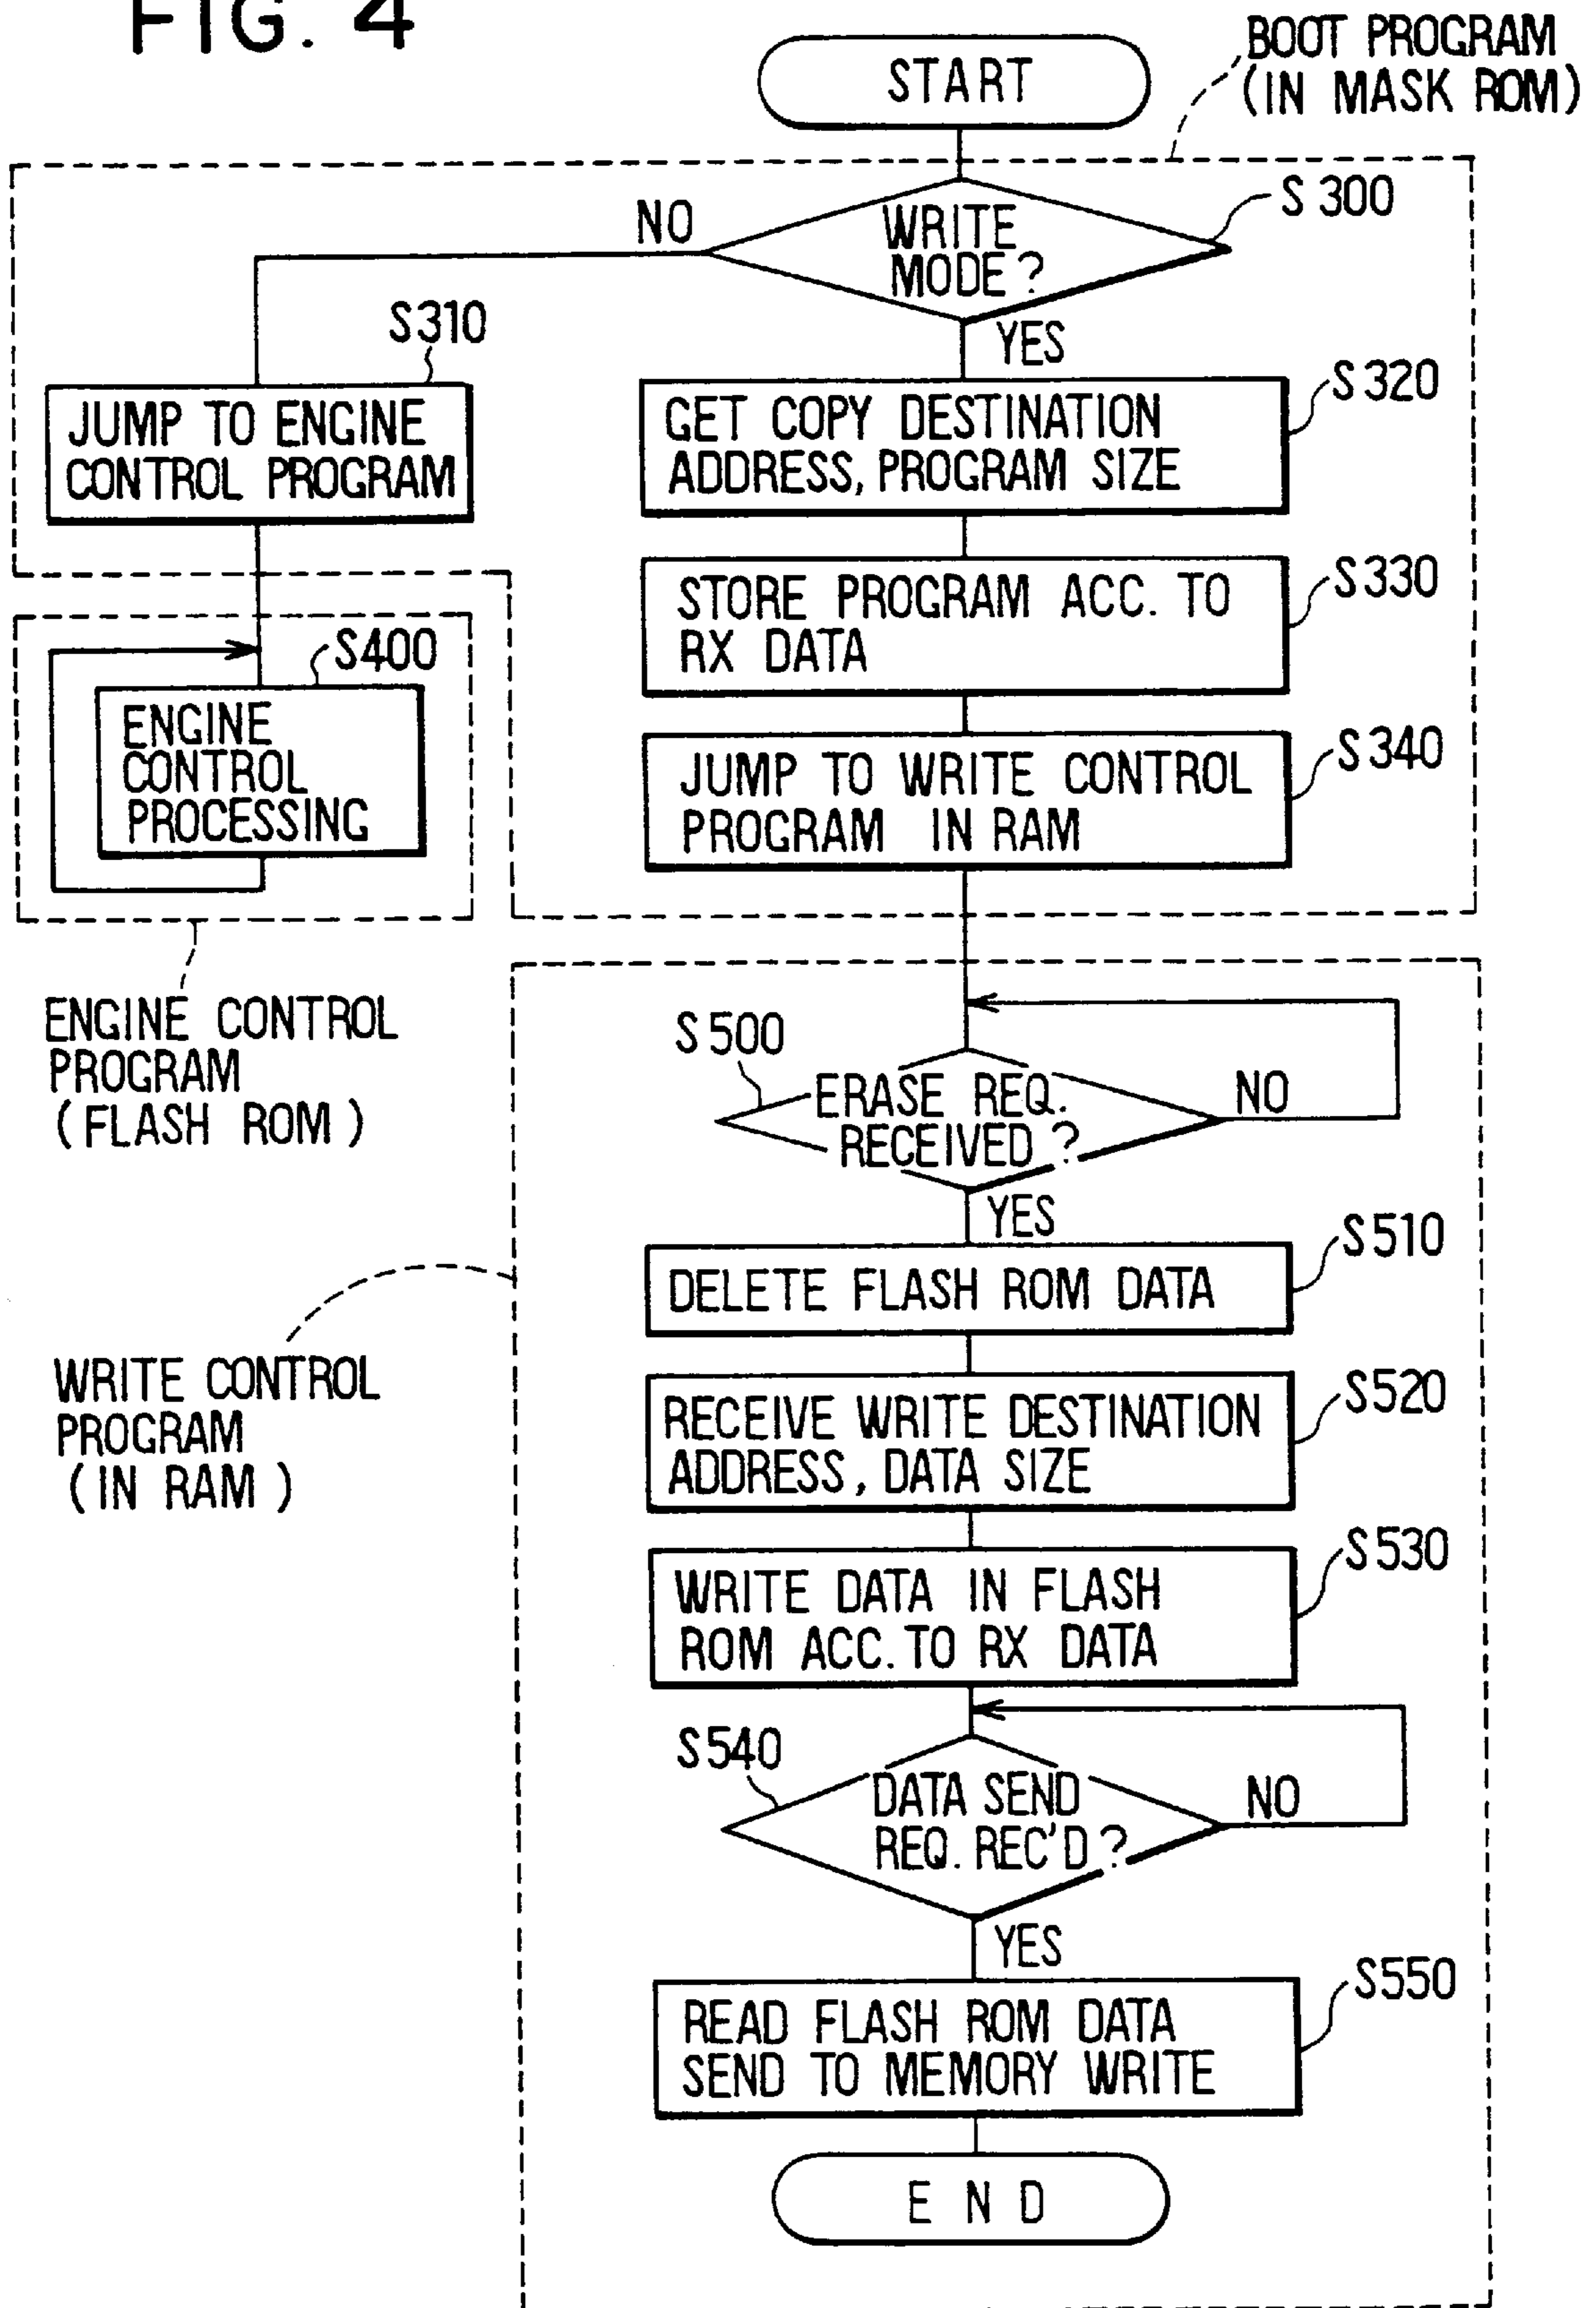 FIG. 4
START
BOOT PROGRAM
(IN MASK ROM)
S300
WRITE
MODE?
NO
YES
S310
JUMP TO ENGINE
CONTROL PROGRAM
S320
GET COPY DESTINATION
ADDRESS, PROGRAM SIZE
S330
STORE PROGRAM ACC. TO
RX DATA
S340
JUMP TO WRITE CONTROL
PROGRAM IN RAM
S400
ENGINE
CONTROL
PROCESSING
ENGINE CONTROL
PROGRAM
(FLASH ROM)
S500
ERASE REQ.
RECEIVED?
NO
YES
S510
DELETE FLASH ROM DATA
WRITE CONTROL
PROGRAM
(IN RAM)
S520
RECEIVE WRITE DESTINATION
ADDRESS, DATA SIZE
S530
WRITE DATA IN FLASH
ROM ACC. TO RX DATA
S540
DATA SEND
REQ. REC'D?
NO
YES
S550
READ FLASH ROM DATA
SEND TO MEMORY WRITE
END